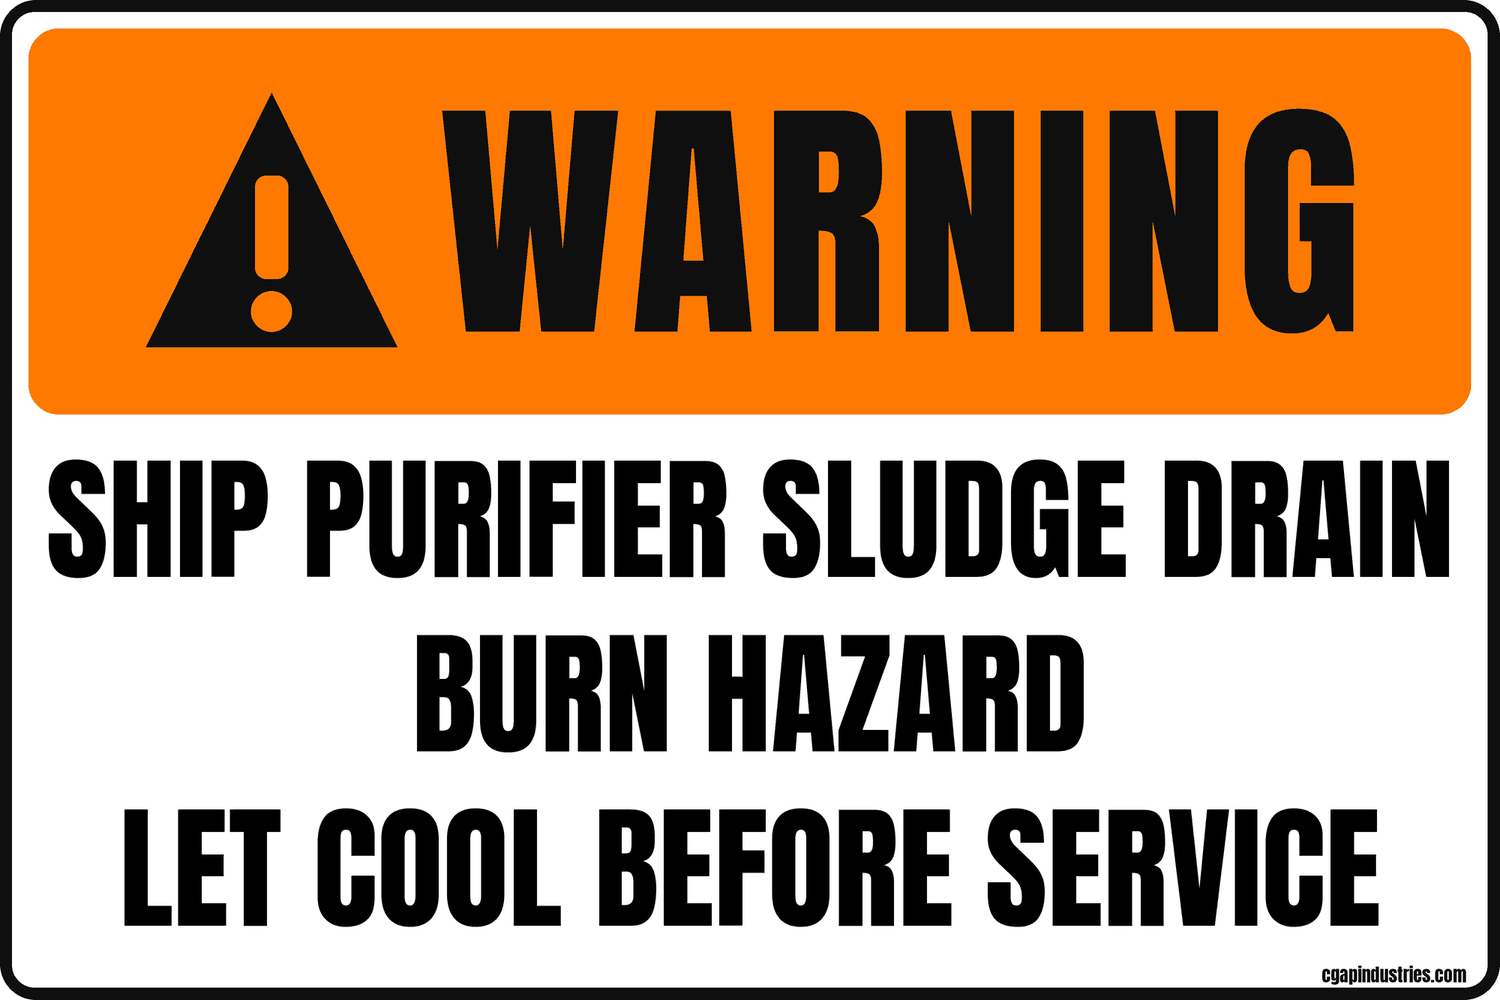 WARNING
SHIP PURIFIER SLUDGE DRAIN
BURN HAZARD
LET COOL BEFORE SERVICE
cgapindustries.com